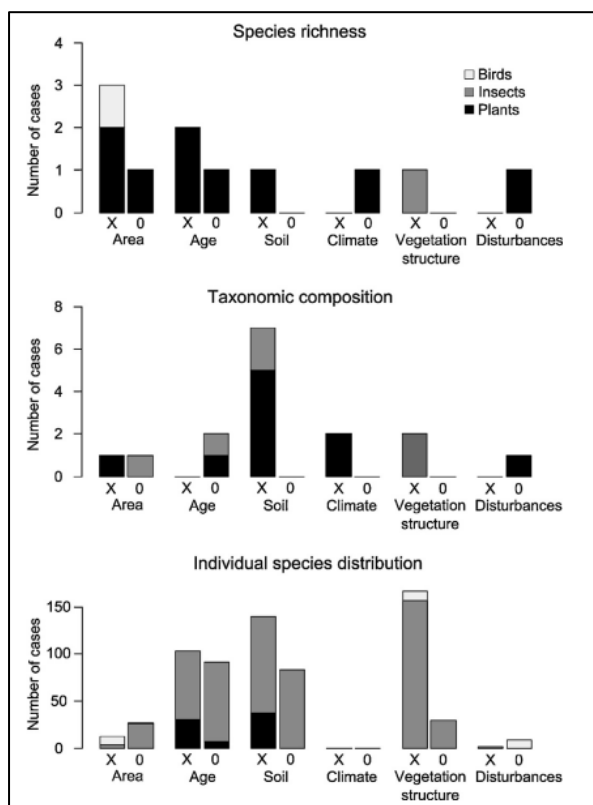 Species richness
Number of cases
4
3
2
1
0
Birds
Insects
Plants
X 0 X 0 X 0 X 0 X 0 X 0
Area Age Soil Climate Vegetation Disturbances
structure
Taxonomic composition
Number of cases
8
6
4
2
0
X 0 X 0 X 0 X 0 X 0 X 0
Area Age Soil Climate Vegetation Disturbances
structure
Individual species distribution
Number of cases
150
100
50
0
X 0 X 0 X 0 X 0 X 0 X 0
Area Age Soil Climate Vegetation Disturbances
structure